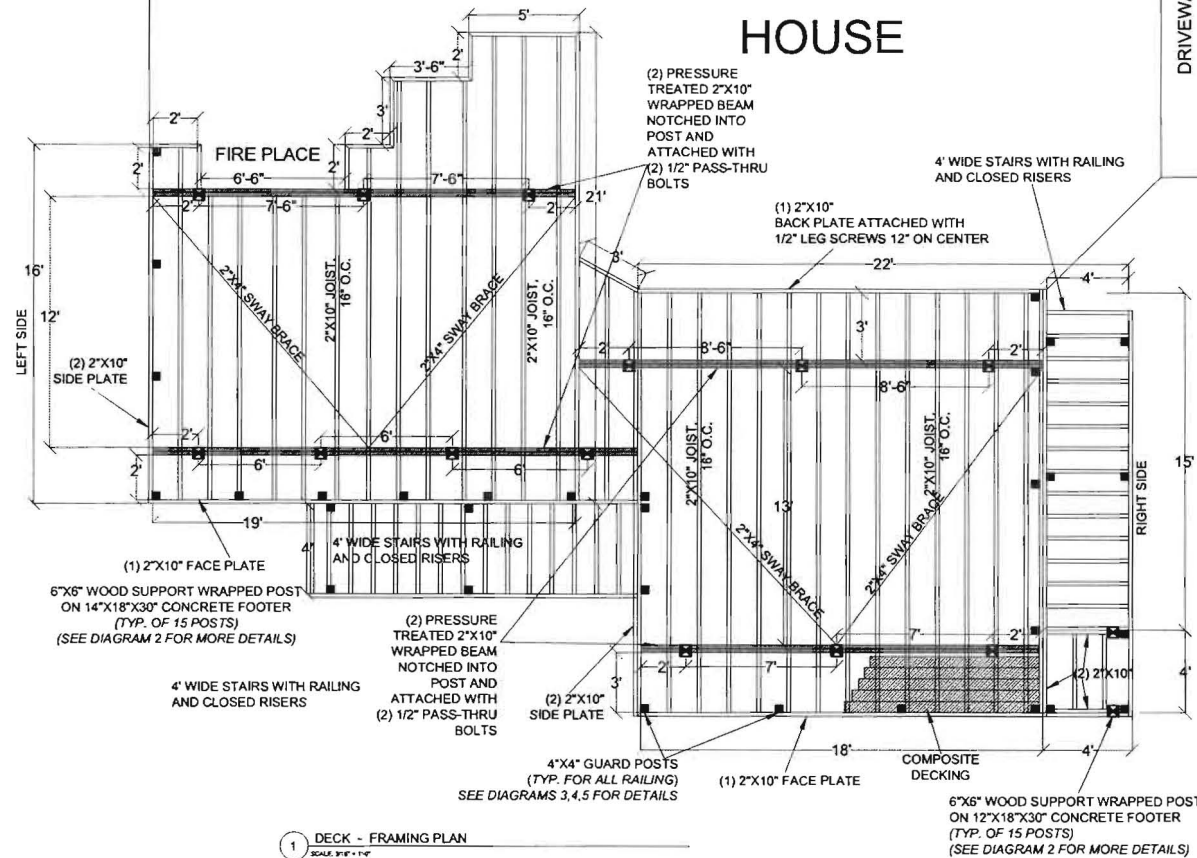 HOUSE
5'
2'
3'-6"
3'
2'
2'
2'
FIRE PLACE
6'-6"
7'-6"
2'
2'
7'-6"
2'
21'
(2) PRESSURE
TREATED 2"X10"
WRAPPED BEAM
NOTCHED INTO
POST AND
ATTACHED WITH
(2) 1/2" PASS-THRU
BOLTS
4' WIDE STAIRS WITH RAILING
AND CLOSED RISERS
(1) 2"X10"
BACK PLATE ATTACHED WITH
1/2" LEG SCREWS 12" ON CENTER
3'
22'
4'
LEFT SIDE
16'
12'
(2) 2"X10"
SIDE PLATE
2"X4" SWAY BRACE
2"X10" JOIST.
16" O.C.
2"X4" SWAY BRACE
2"X10" JOIST.
16" O.C.
3'
2'
8'-6"
2'
8'-6"
2"X10" JOIST.
16" O.C.
2"X10" JOIST.
16" O.C.
13'
2"X4" SWAY BRACE
2"X4" SWAY BRACE
15'
RIGHT SIDE
2'
6'
6'
6'
2'
19'
4'
4' WIDE STAIRS WITH RAILING
AND CLOSED RISERS
(1) 2"X10" FACE PLATE
6"X6" WOOD SUPPORT WRAPPED POST
ON 14"X18"X30" CONCRETE FOOTER
(TYP. OF 15 POSTS)
(SEE DIAGRAM 2 FOR MORE DETAILS)
4' WIDE STAIRS WITH RAILING
AND CLOSED RISERS
(2) PRESSURE
TREATED 2"X10"
WRAPPED BEAM
NOTCHED INTO
POST AND
ATTACHED WITH
(2) 1/2" PASS-THRU
BOLTS
7'
2'
2'
7'
3'
(2) 2"X10"
4'
(2) 2"X10"
SIDE PLATE
18'
4'
4"X4" GUARD POSTS
(TYP. FOR ALL RAILING)
SEE DIAGRAMS 3,4,5 FOR DETAILS
(1) 2"X10" FACE PLATE
COMPOSITE
DECKING
6"X6" WOOD SUPPORT WRAPPED POST
ON 12"X18"X30" CONCRETE FOOTER
(TYP. OF 15 POSTS)
(SEE DIAGRAM 2 FOR MORE DETAILS)
1 DECK - FRAMING PLAN